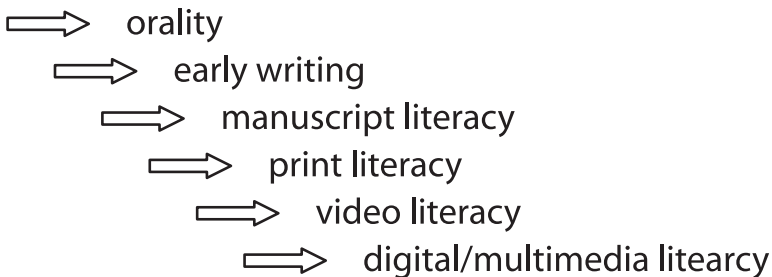 orality
early writing
manuscript literacy
print literacy
video literacy
digital/multimedia litearcy